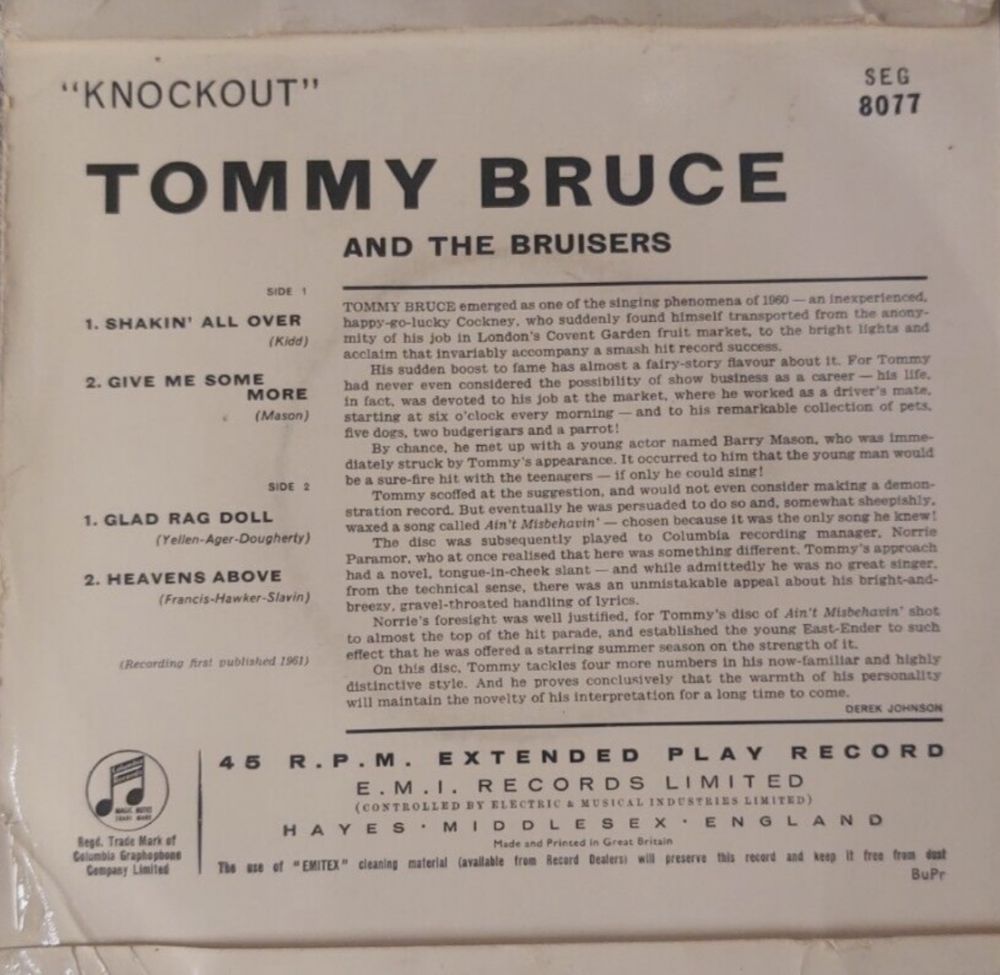 "KNOCKOUT"
SEG
8077
TOMMY BRUCE
AND THE BRUISERS
SIDE 1
1. SHAKIN' ALL OVER
(Kidd)
2. GIVE ME SOME
MORE
(Mason)
SIDE 2
1. GLAD RAG DOLL
(Yellen-Ager-Dougherty)
2. HEAVENS ABOVE
(Francis-Hawker-Slavin)
(Recording first published 1961)
TOMMY BRUCE emerged as one of the singing phenomena of 1960 — an inexperienced,
happy-go-lucky Cockney, who suddenly found himself transported from the anony-
mity of his job in London's Covent Garden fruit market, to the bright lights and
acclaim that invariably accompany a smash hit record success.
His sudden boost to fame has almost a fairy-story flavour about it. For Tommy
had never even considered the possibility of show business as a career — his life,
in fact, was devoted to his job at the market, where he worked as a driver's mate,
starting at six o'clock every morning — and to his remarkable collection of pets,
five dogs, two budgerigars and a parrot!
By chance, he met up with a young actor named Barry Mason, who was imme-
diately struck by Tommy's appearance. It occurred to him that the young man would
be a sure-fire hit with the teenagers — if only he could sing!
Tommy scoffed at the suggestion, and would not even consider making a demon-
stration record. But eventually he was persuaded to do so and, somewhat sheepishly,
waxed a song called Ain't Misbehavin' — chosen because it was the only song he knew!
The disc was subsequently played to Columbia recording manager, Norrie
Paramor, who at once realised that here was something different. Tommy's approach
had a novel, tongue-in-cheek slant — and while admittedly he was no great singer,
from the technical sense, there was an unmistakable appeal about his bright-and-
breezy, gravel-throated handling of lyrics.
Norrie's foresight was well justified, for Tommy's disc of Ain't Misbehavin' shot
to almost the top of the hit parade, and established the young East-Ender to such
effect that he was offered a starring summer season on the strength of it.
On this disc, Tommy tackles four more numbers in his now-familiar and highly
distinctive style. And he proves conclusively that the warmth of his personality
will maintain the novelty of his interpretation for a long time to come.
DEREK JOHNSON
Columbia
Records
MAGIC NOTES
TRADE MARK
Regd. Trade Mark of
Columbia Graphophone
Company Limited
45 R.P.M. EXTENDED PLAY RECORD
E.M.I. RECORDS LIMITED
(CONTROLLED BY ELECTRIC & MUSICAL INDUSTRIES LIMITED)
HAYES · MIDDLESEX · ENGLAND
Made and Printed in Great Britain
The use of "EMITEX" cleaning material (available from Record Dealers) will preserve this record and keep it free from dust
BuPr